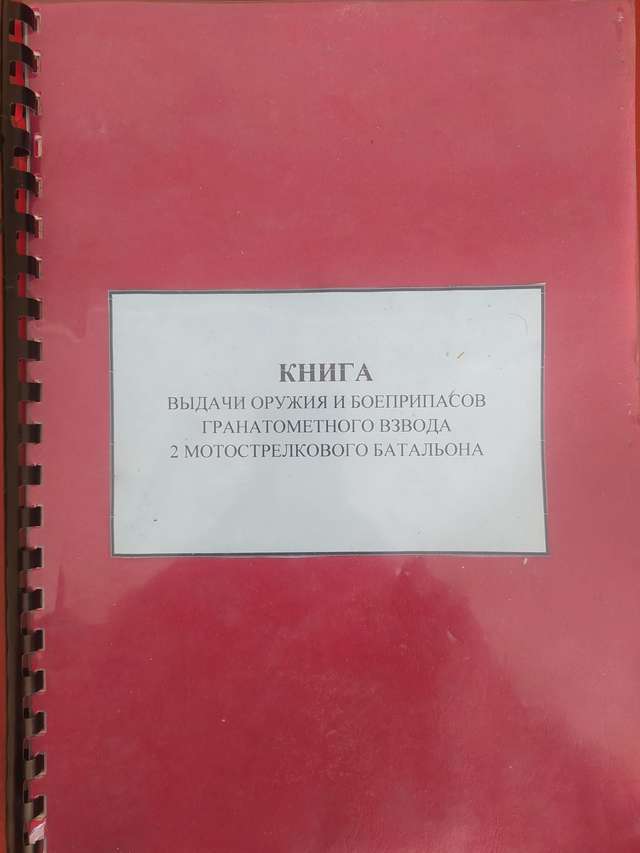 КНИГА
ВЫДАЧИ ОРУЖИЯ И БОЕПРИПАСОВ
ГРАНАТОМЕТНОГО ВЗВОДА
2 МОТОСТРЕЛКОВОГО БАТАЛЬОНА